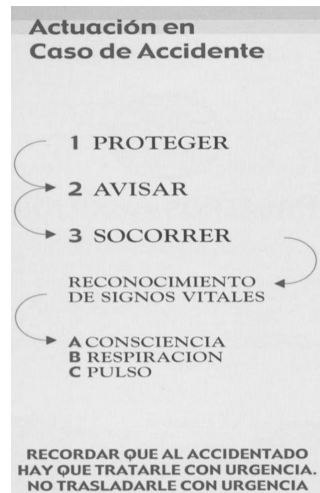 Actuación en
Caso de Accidente
1 PROTEGER
2 AVISAR
3 SOCORRER
RECONOCIMIENTO
DE SIGNOS VITALES
A CONSCIENCIA
B RESPIRACION
C PULSO
RECORDAR QUE AL ACCIDENTADO
HAY QUE TRATARLE CON URGENCIA.
NO TRASLADARLE CON URGENCIA